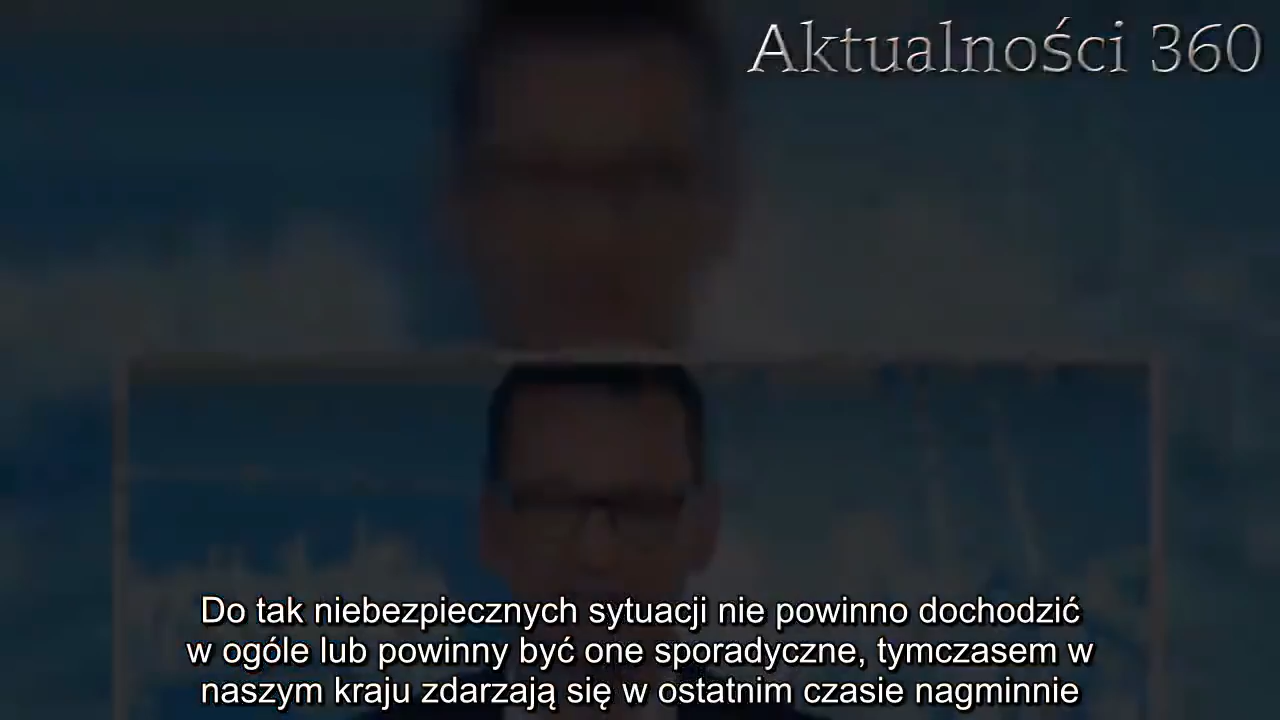 Aktualności 360
Do tak niebezpiecznych sytuacji nie powinno dochodzić
w ogóle lub powinny być one sporadyczne, tymczasem w
naszym kraju zdarzają się w ostatnim czasie nagminnie